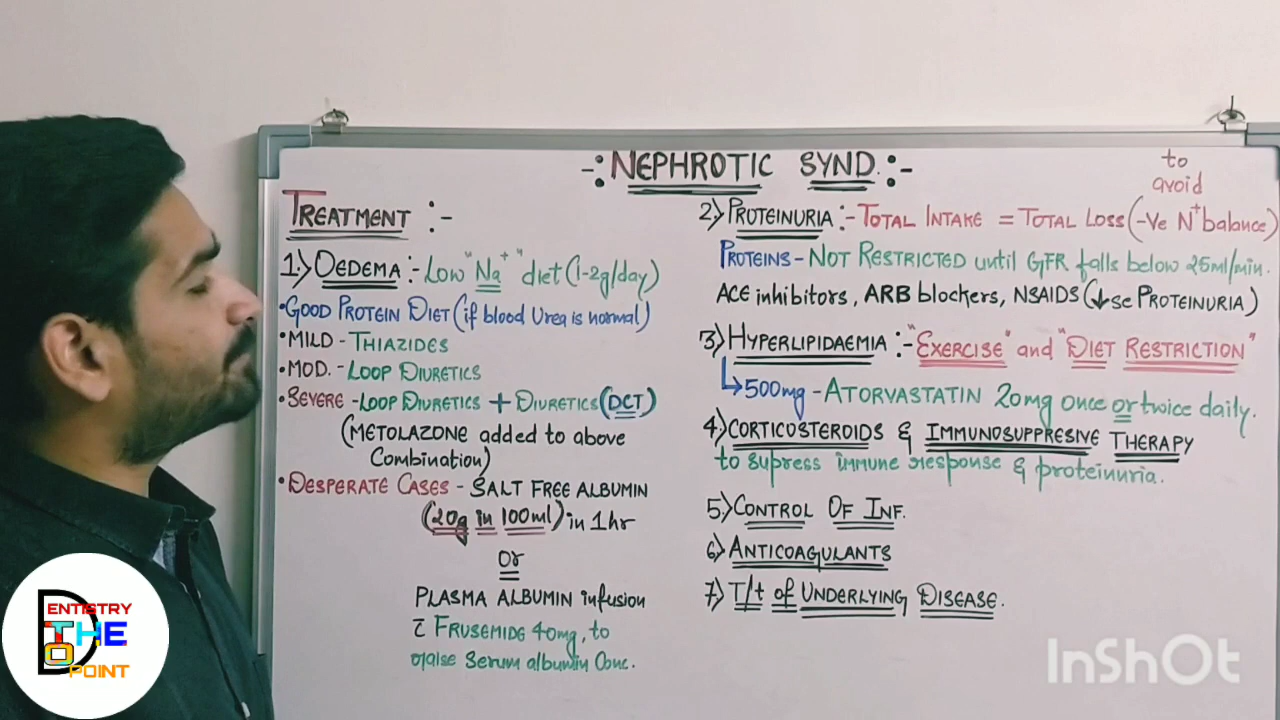 -: NEPHROTIC SYND. :-
TREATMENT :-
1.) OEDEMA :- Low "Na+" diet (1-2g/day)
• GOOD PROTEIN DIET (if blood Urea is normal)
• MILD - THIAZIDES
• MOD. - LOOP DIURETICS
• SEVERE - LOOP DIURETICS + DIURETICS (DCT)
(METOLAZONE added to above
Combination)
• DESPERATE CASES - SALT FREE ALBUMIN
(20g in 100ml) in 1 hr
Or
PLASMA ALBUMIN infusion
c̄ FRUSEMIDE 40mg, to
raise Serum albumin Conc.
to
avoid
2.) PROTEINURIA :- TOTAL INTAKE = TOTAL LOSS (-Ve N+ balance)
PROTEINS - NOT RESTRICTED until GFR falls below 25ml/min.
ACE inhibitors, ARB blockers, NSAIDS (↓se PROTEINURIA)
3.) HYPERLIPIDAEMIA :- "EXERCISE" and "DIET RESTRICTION"
↳ 500mg - ATORVASTATIN 20mg once or twice daily.
4.) CORTICOSTEROIDS & IMMUNOSUPPRESIVE THERAPY
to supress immune response & proteinuria.
5.) CONTROL OF INF.
6.) ANTICOAGULANTS
7.) T/t of UNDERLYING DISEASE.
DENTISTRY
THE
TO
POINT
InShOt